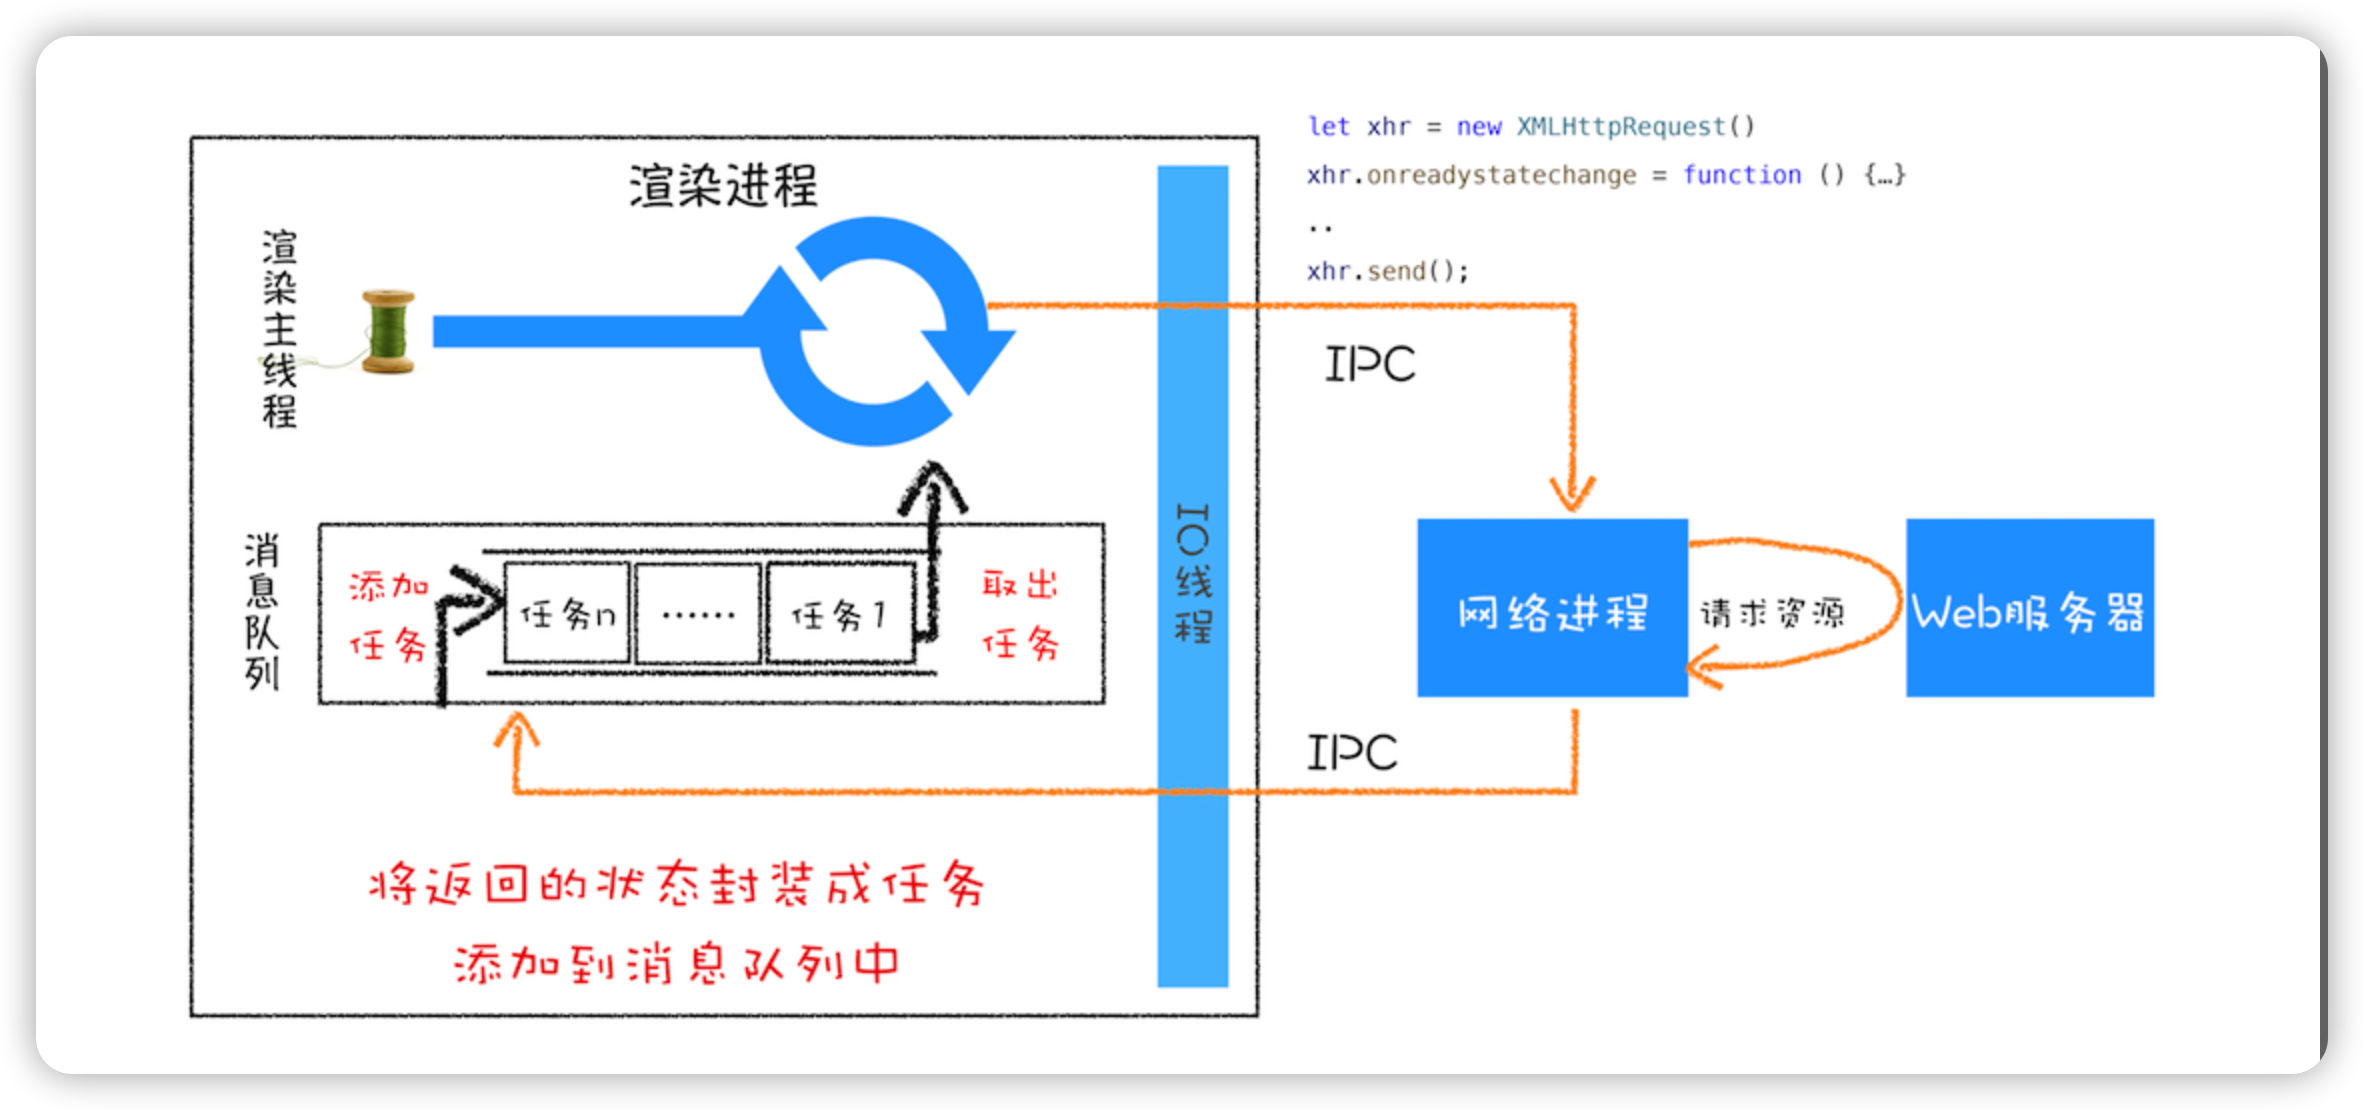 渲染进程
渲染主线程
let xhr = new XMLHttpRequest()
xhr.onreadystatechange = function () {…}
..
xhr.send();
IPC
消息队列
添加
任务
任务n
......
任务1
取出
任务
IO线程
网络进程
请求资源
Web服务器
IPC
将返回的状态封装成任务
添加到消息队列中